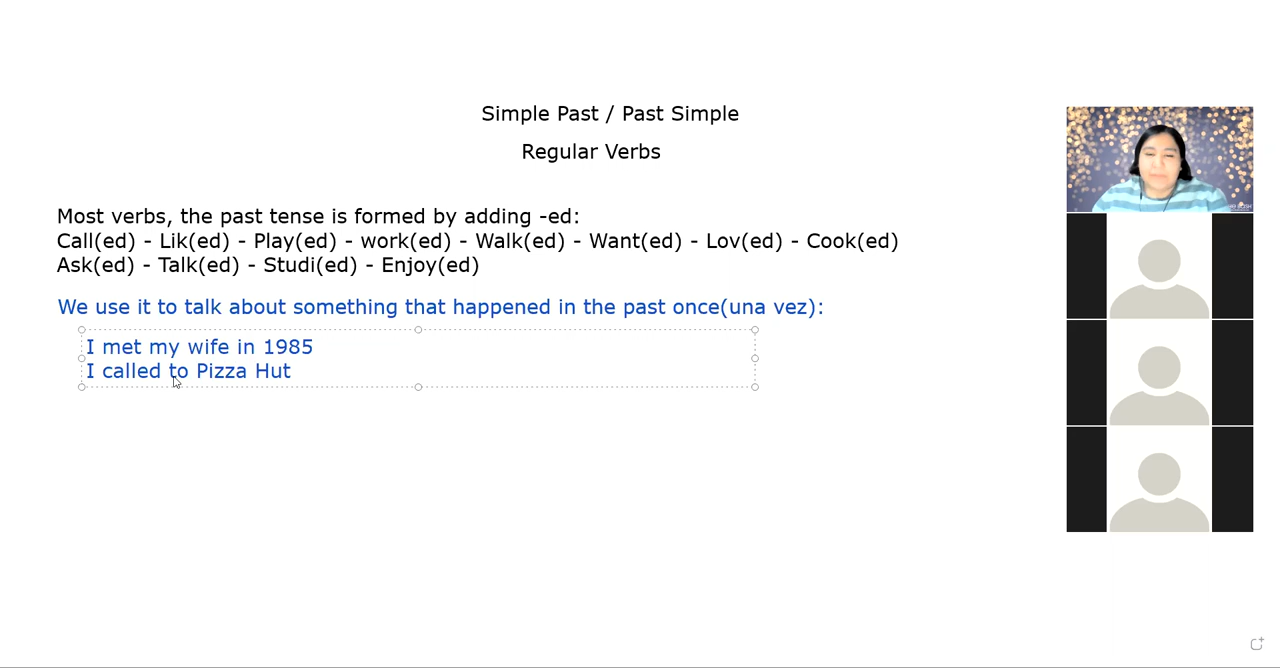 Simple Past / Past Simple
Regular Verbs
Most verbs, the past tense is formed by adding -ed:
Call(ed) - Lik(ed) - Play(ed) - work(ed) - Walk(ed) - Want(ed) - Lov(ed) - Cook(ed)
Ask(ed) - Talk(ed) - Studi(ed) - Enjoy(ed)
We use it to talk about something that happened in the past once(una vez):
I met my wife in 1985
I called to Pizza Hut